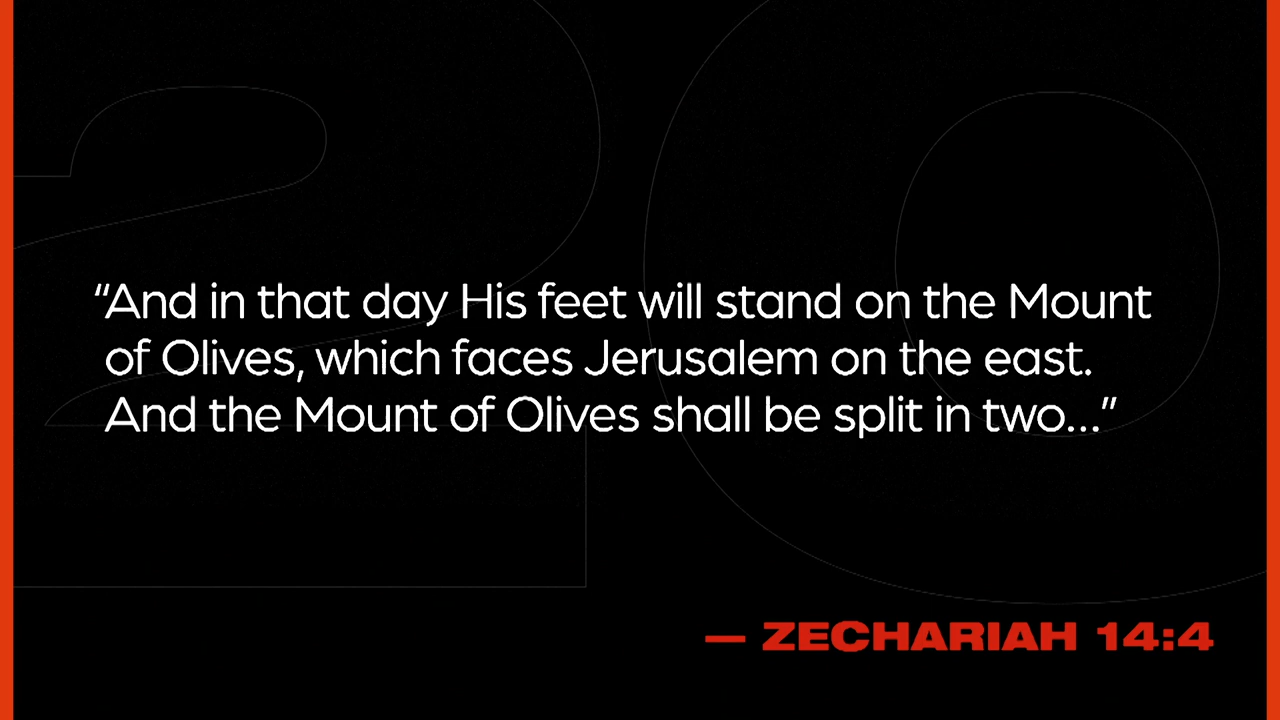 “And in that day His feet will stand on the Mount
of Olives, which faces Jerusalem on the east.
And the Mount of Olives shall be split in two...”
— ZECHARIAH 14:4
20